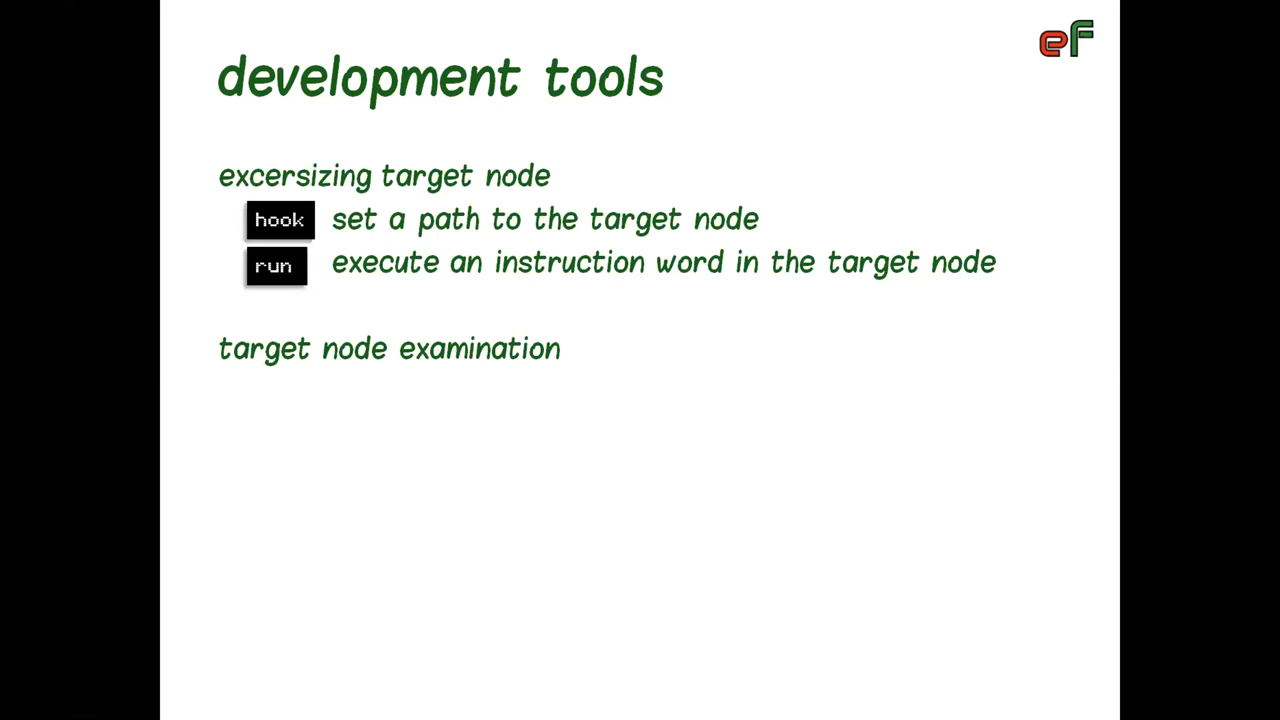 eF
development tools
excersizing target node
hook set a path to the target node
run execute an instruction word in the target node
target node examination